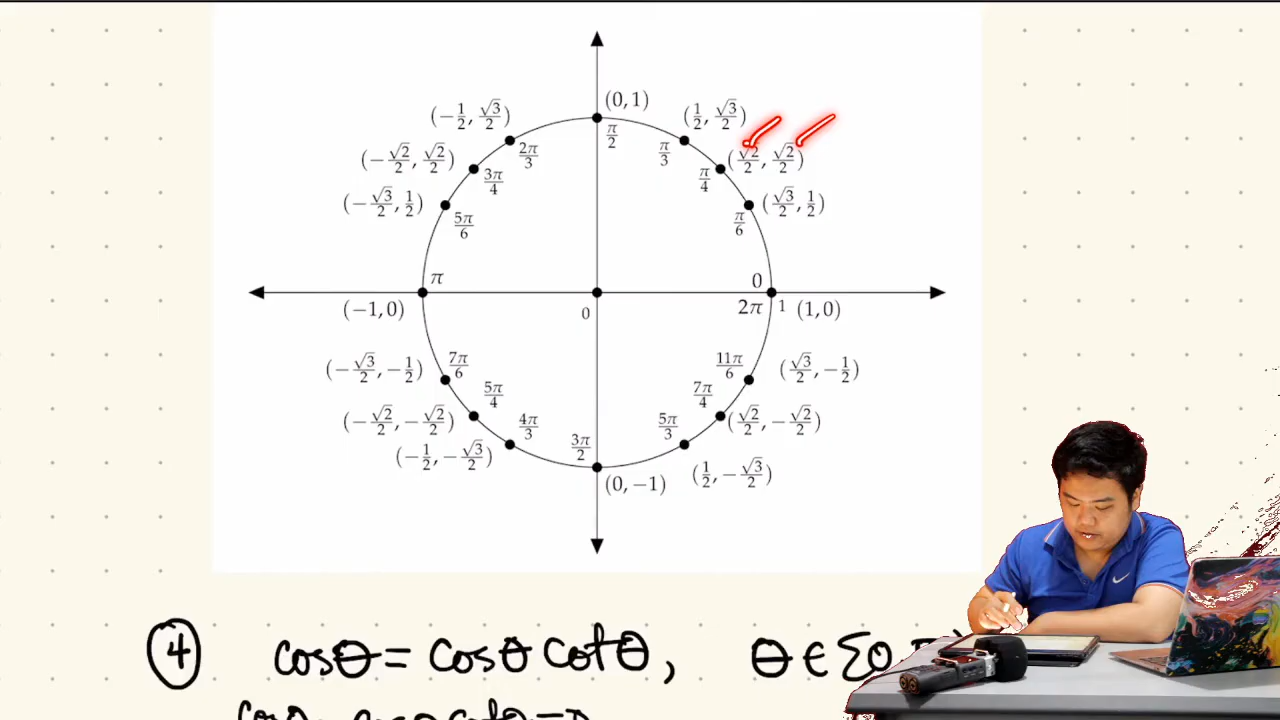 (0, 1)
(-1/2, √3/2) (1/2, √3/2)
π/2
2π/3 π/3
(-√2/2, √2/2) (√2/2, √2/2)
3π/4 π/4
(-√3/2, 1/2) (√3/2, 1/2)
5π/6 π/6
π 0
(-1, 0) 0 2π 1 (1, 0)
(-√3/2, -1/2) 7π/6 11π/6 (√3/2, -1/2)
5π/4 7π/4
(-√2/2, -√2/2) (√2/2, -√2/2)
4π/3 5π/3
(-1/2, -√3/2) 3π/2
(0, -1) (1/2, -√3/2)
4 cosθ = cosθ cotθ, θ ∈ [0,